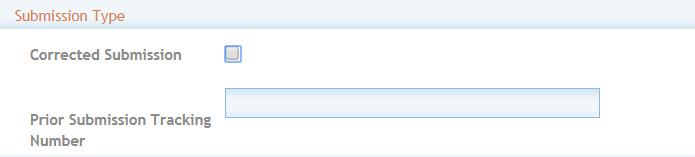 Submission Type
Corrected Submission
Prior Submission Tracking
Number